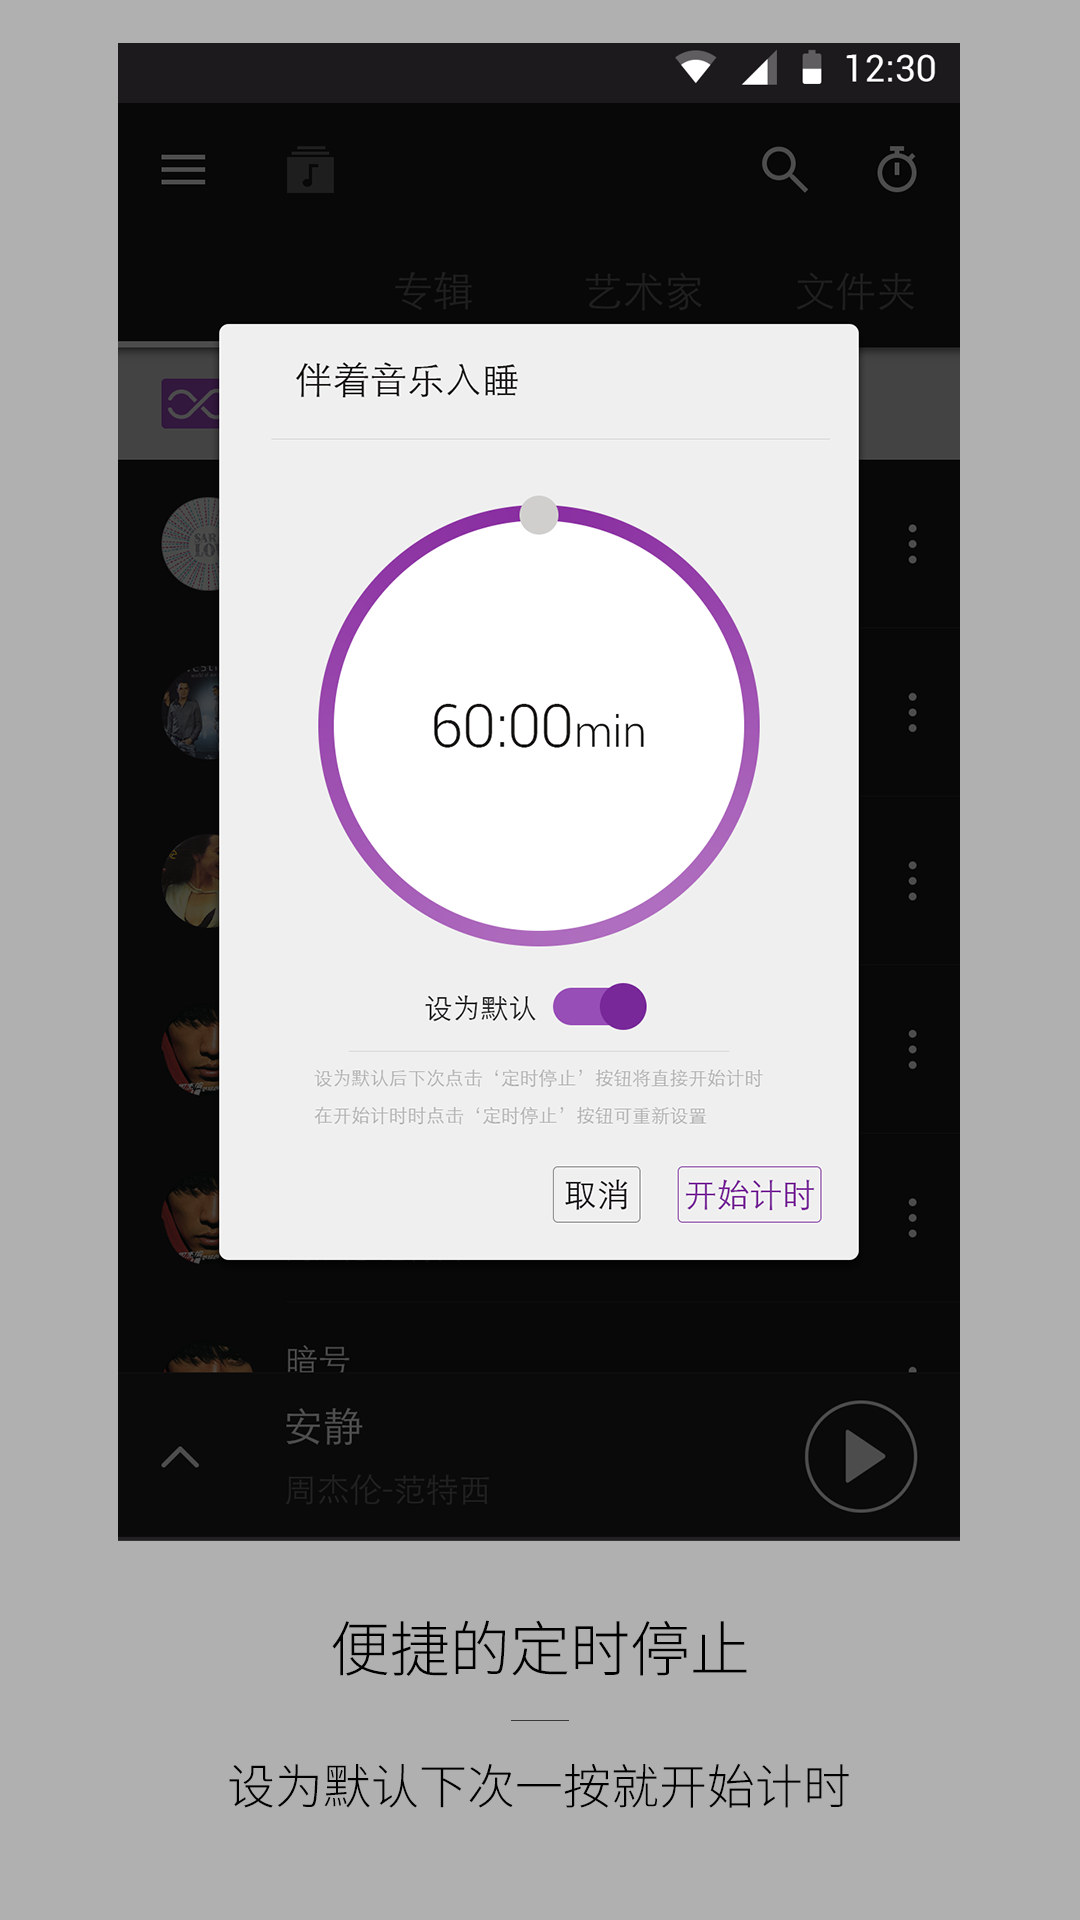 12:30
专辑 艺术家 文件夹
伴着音乐入睡
60:00min
设为默认
设为默认后下次点击‘定时停止’按钮将直接开始计时
在开始计时时点击‘定时停止’按钮可重新设置
取消 开始计时
暗号
安静
周杰伦-范特西
便捷的定时停止
设为默认下次一按就开始计时